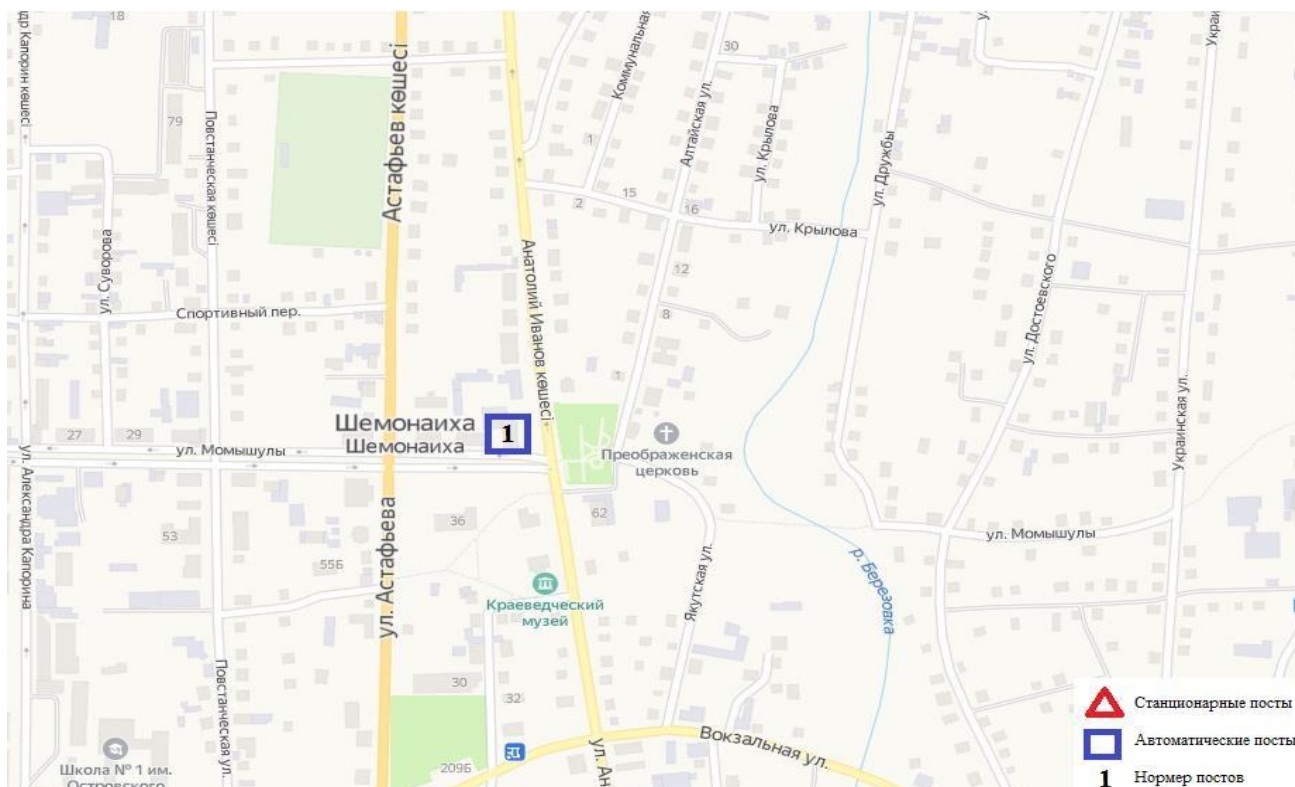 18
др Капорин көшесі
79
Повстанческая көшесі
ул. Суворова
Спортивный пер.
Астафьев көшесі
Анатолий Иванов көшесі
Коммунальная
1
2
15
30
Алтайская ул.
ул. Крылова
16
ул. Крылова
12
8
1
ул. Дружбы
ул. Достоевского
Украинская ул.
Шемонаиха
Шемонаиха
1
27
29
ул. Момышулы
Преображенская
церковь
ул. Александра Капорина
53
55Б
36
62
ул. Астафьева
Краеведческий
музей
Якутская ул.
р. Березовка
ул. Момышулы
Повстанческая ул.
30
32
209Б
Вокзальная ул.
ул. Ан
Школа № 1 им.
Островского
Станционарные посты
Автоматические посты
1 Нормер постов